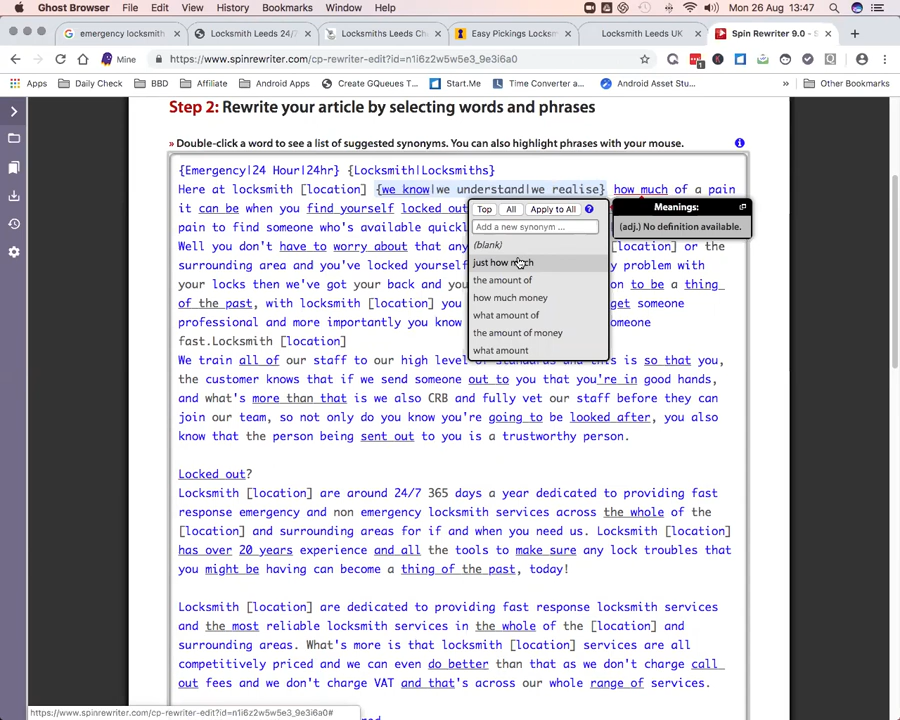 Ghost Browser File Edit View History Bookmarks Window Help Mon 26 Aug 13:47
emergency locksmith
Locksmith Leeds 24/7
Locksmiths Leeds Ch
Easy Pickings Locksm
Locksmith Leeds UK
Spin Rewriter 9.0 - S
Mine
https://www.spinrewriter.com/cp-rewrite-edit?id=n1i6z2w5w5e3_9e3i6a0
Apps Daily Check BBD Affiliate Android Apps Create GQueues T... Start.Me Time Converter a... Android Asset Stu... » Other Bookmarks
Step 2: Rewrite your article by selecting words and phrases
» Double-click a word to see a list of suggested synonyms. You can also highlight phrases with your mouse.
{Emergency|24 Hour|24hr} {Locksmith|Locksmiths}
Here at locksmith [location] {we know|we understand|we realise} how much of a pain
it can be when you find yourself locked ou
pain to find someone who's available quickl
Well you don't have to worry about that any
[location] or the
surrounding area and you've locked yourself
y problem with
your locks then we've got your back and you
on to be a thing
of the past, with locksmith [location] you
get someone
professional and more importantly you know
omeone
fast.Locksmith [location]
We train all of our staff to our high level of standards and this is so that you,
the customer knows that if we send someone out to you that you're in good hands,
and what's more than that is we also CRB and fully vet our staff before they can
join our team, so not only do you know you're going to be looked after, you also
know that the person being sent out to you is a trustworthy person.
Locked out?
Locksmith [location] are around 24/7 365 days a year dedicated to providing fast
response emergency and non emergency locksmith services across the whole of the
[location] and surrounding areas for if and when you need us. Locksmith [location]
has over 20 years experience and all the tools to make sure any lock troubles that
you might be having can become a thing of the past, today!
Locksmith [location] are dedicated to providing fast response locksmith services
and the most reliable locksmith services in the whole of the [location] and
surrounding areas. What's more is that locksmith [location] services are all
competitively priced and we can even do better than that as we don't charge call
out fees and we don't charge VAT and that's across our whole range of services.
Top All Apply to All ?
Add a new synonym ...
(blank)
just how much
the amount of
how much money
what amount of
the amount of money
what amount
Meanings:
(adj.) No definition available.
https://www.spinrewriter.com/cp-rewrite-edit?id=n1i6z2w5w5e3_9e3i6a0#